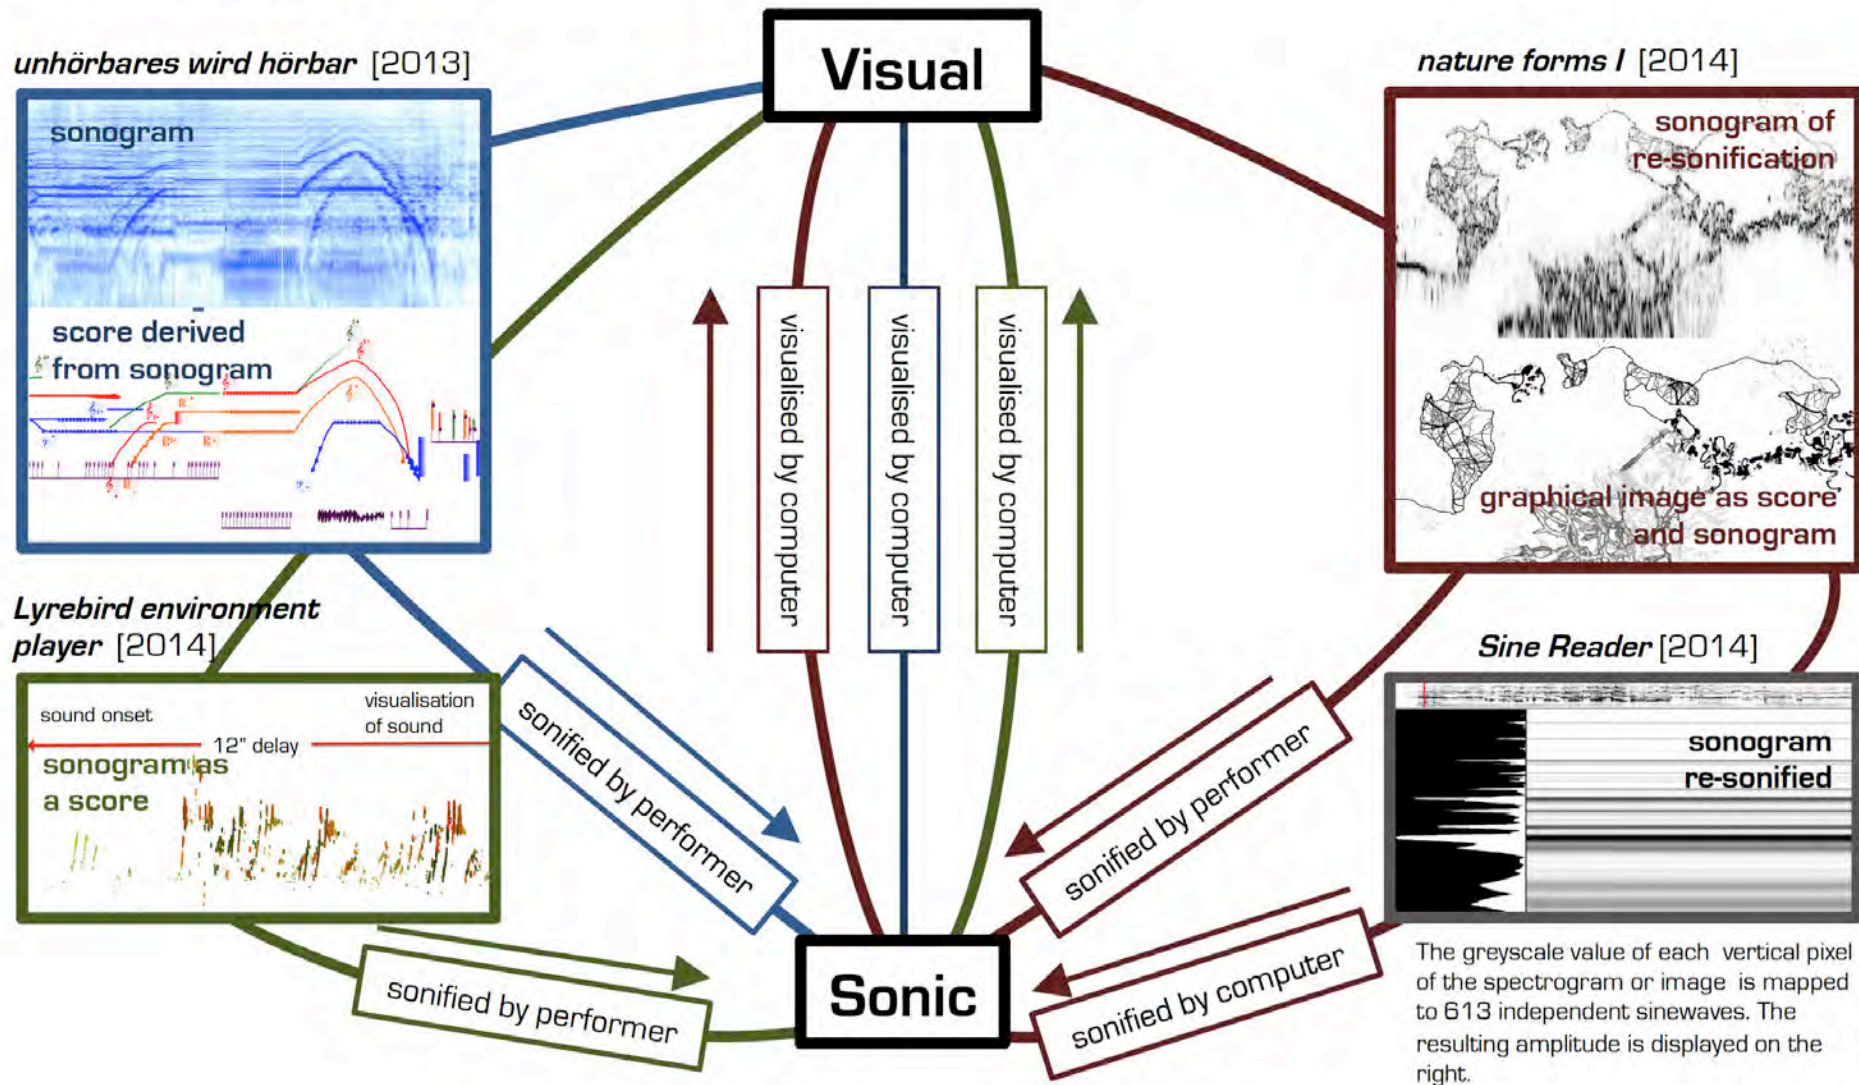 Visual
unhörbares wird hörbar [2013]
sonogram
score derived
from sonogram
nature forms I [2014]
sonogram of
re-sonification
graphical image as score
and sonogram
visualised by computer
visualised by computer
visualised by computer
Lyrebird environment
player [2014]
sound onset
visualisation
of sound
12" delay
sonogram as
a score
sonified by performer
sonified by performer
Sine Reader [2014]
sonogram
re-sonified
sonified by performer
Sonic
sonified by computer
The greyscale value of each vertical pixel
of the spectrogram or image is mapped
to 613 independent sinewaves. The
resulting amplitude is displayed on the
right.